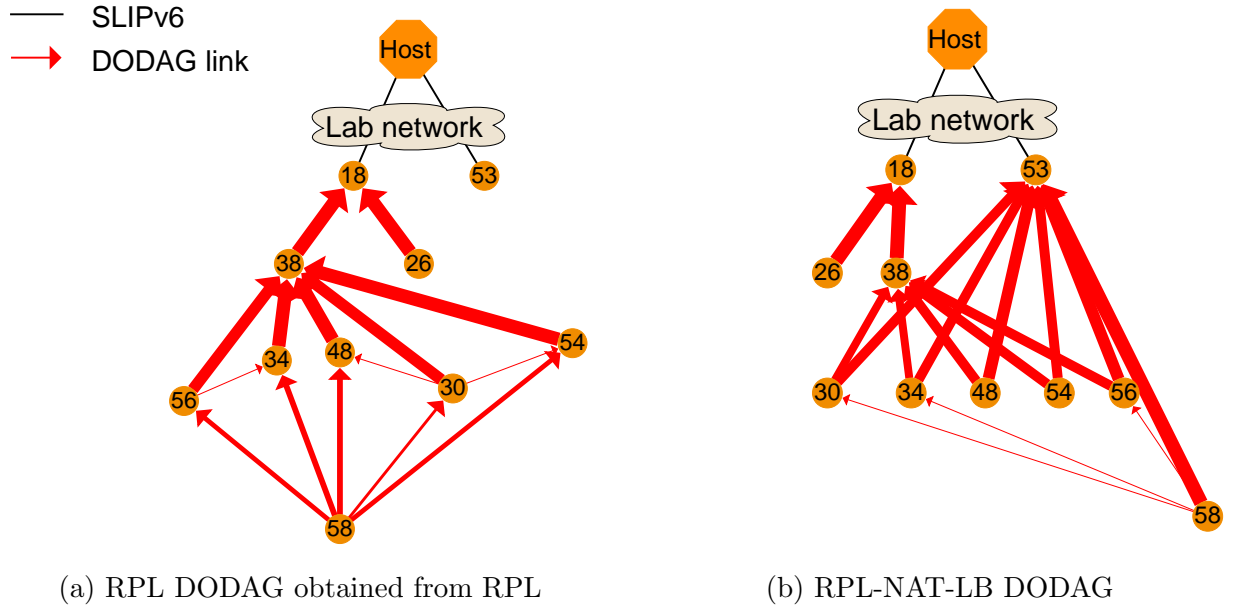 SLIPv6
DODAG link
Host
Lab network
18
53
38
26
54
34
48
56
30
58
(a) RPL DODAG obtained from RPL
Host
Lab network
18
53
26
38
30
34
48
54
56
58
(b) RPL-NAT-LB DODAG